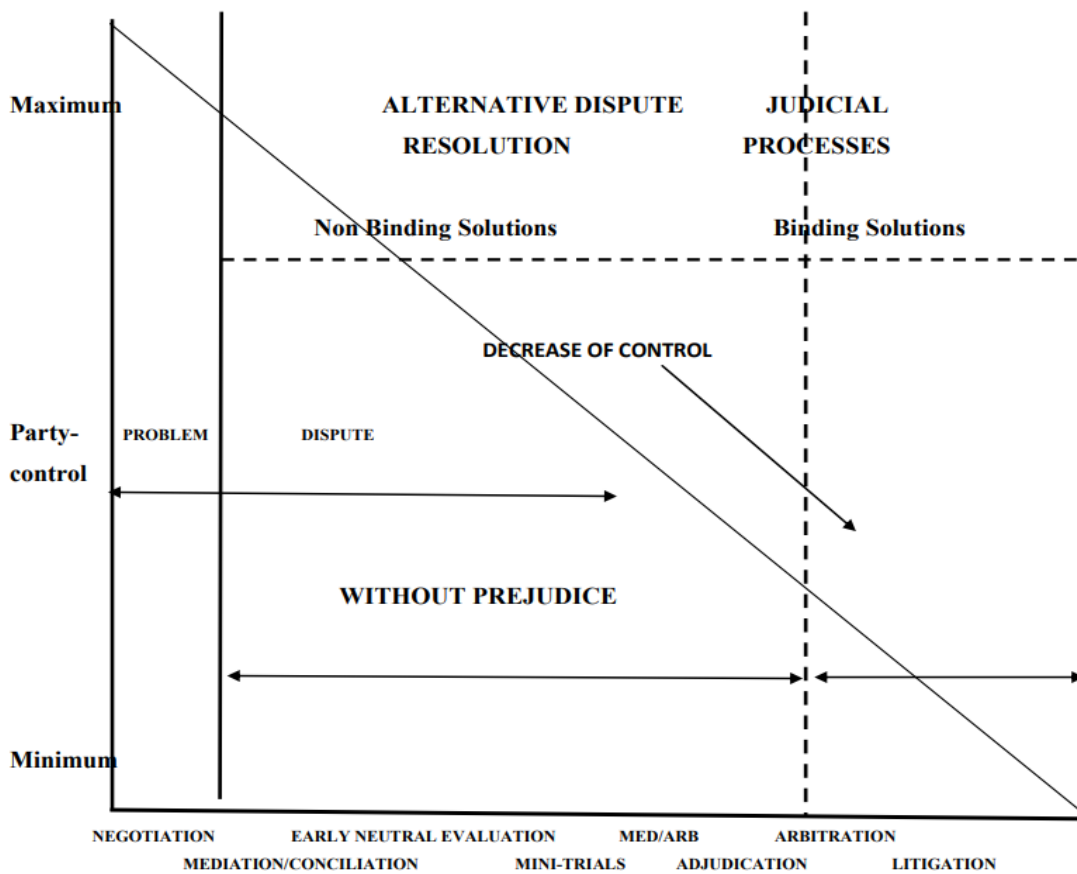 Maximum
ALTERNATIVE DISPUTE
RESOLUTION
JUDICIAL
PROCESSES
Non Binding Solutions
Binding Solutions
DECREASE OF CONTROL
Party-
control
PROBLEM
DISPUTE
WITHOUT PREJUDICE
Minimum
NEGOTIATION
EARLY NEUTRAL EVALUATION
MED/ARB
ARBITRATION
MEDIATION/CONCILIATION
MINI-TRIALS
ADJUDICATION
LITIGATION